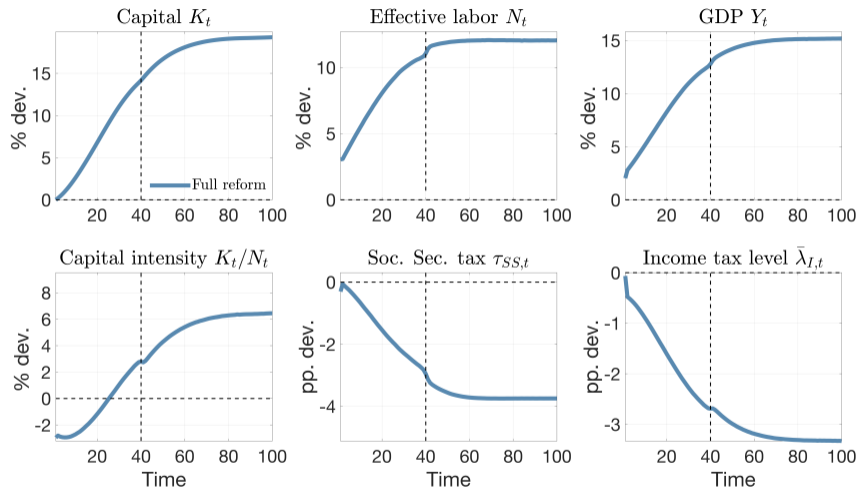 Capital K_t
Effective labor N_t
GDP Y_t
% dev.
15
10
5
0
20 40 60 80 100
Full reform
% dev.
10
5
0
20 40 60 80 100
% dev.
15
10
5
0
20 40 60 80 100
Capital intensity K_t/N_t
Soc. Sec. tax τ_{SS,t}
Income tax level λ̄_{I,t}
% dev.
8
6
4
2
0
-2
20 40 60 80 100
Time
pp. dev.
0
-2
-4
20 40 60 80 100
Time
pp. dev.
0
-1
-2
-3
20 40 60 80 100
Time